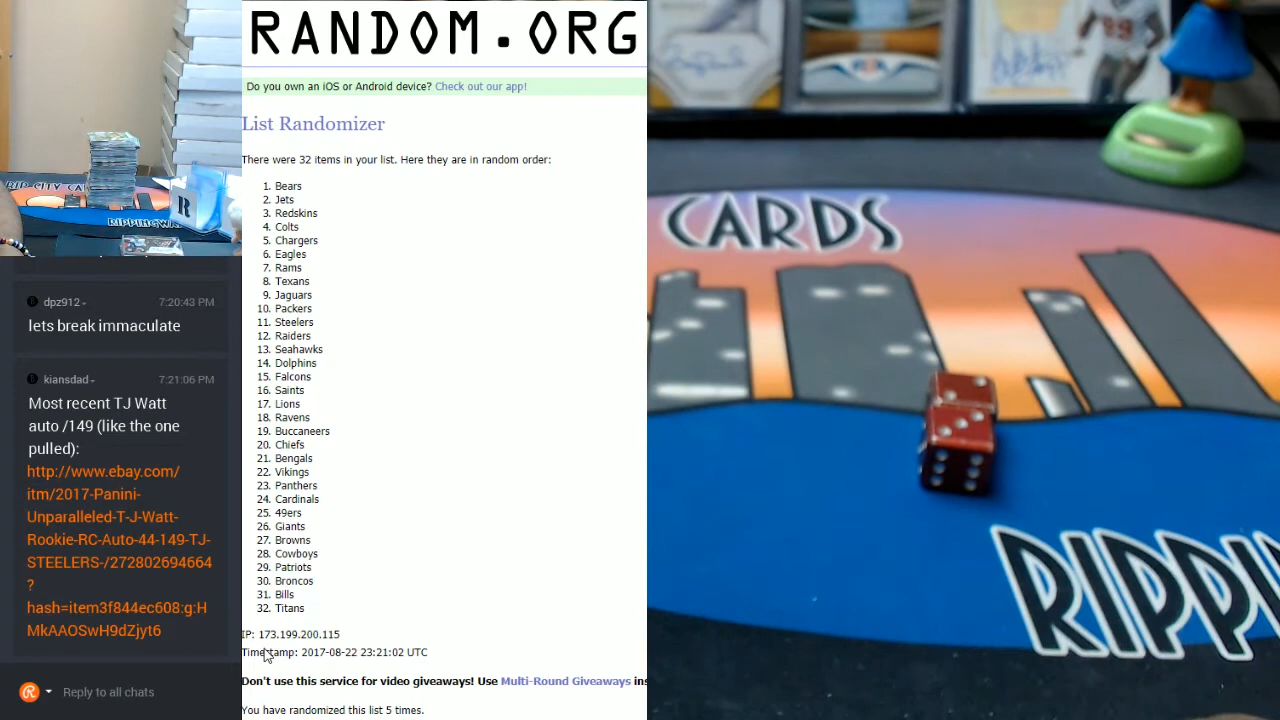 RANDOM.ORG
Do you own an iOS or Android device? Check out our app!
List Randomizer
There were 32 items in your list. Here they are in random order:
1. Bears
2. Jets
3. Redskins
4. Colts
5. Chargers
6. Eagles
7. Rams
8. Texans
9. Jaguars
10. Packers
11. Steelers
12. Raiders
13. Seahawks
14. Dolphins
15. Falcons
16. Saints
17. Lions
18. Ravens
19. Buccaneers
20. Chiefs
21. Bengals
22. Vikings
23. Panthers
24. Cardinals
25. 49ers
26. Giants
27. Browns
28. Cowboys
29. Patriots
30. Broncos
31. Bills
32. Titans
IP: 173.199.200.115
Timestamp: 2017-08-22 23:21:02 UTC
Don't use this service for video giveaways! Use Multi-Round Giveaways ins
You have randomized this list 5 times.
RIP CITY CA
R
RIPPINGWA
dpz912 7:20:43 PM
lets break immaculate
kiansdad 7:21:06 PM
Most recent TJ Watt
auto /149 (like the one
pulled):
http://www.ebay.com/
itm/2017-Panini-
Unparalleled-T-J-Watt-
Rookie-RC-Auto-44-149-TJ-
STEELERS-/272802694664
?
hash=item3f844ec608:g:H
MkAAOSwH9dZjyt6
Reply to all chats
CARDS
RIPPI